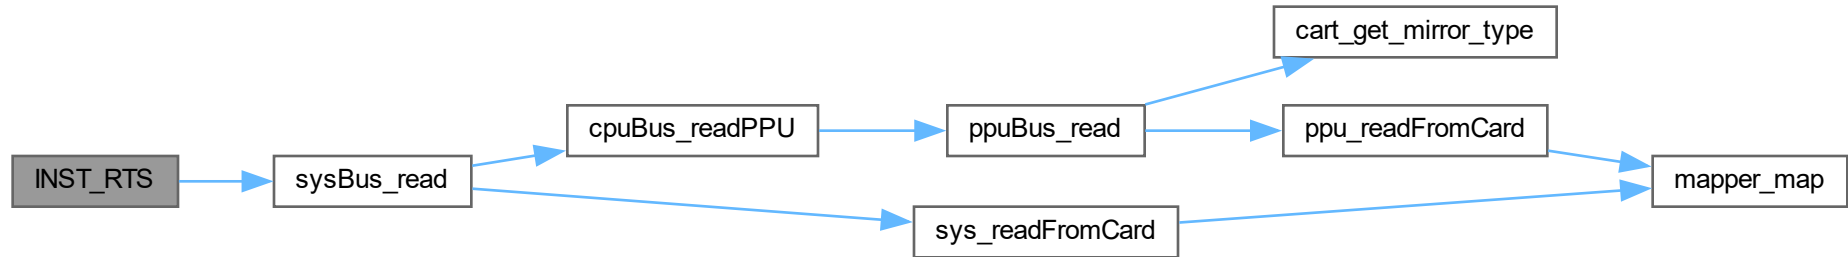 cart_get_mirror_type
cpuBus_readPPU
ppuBus_read
ppu_readFromCard
INST_RTS
sysBus_read
mapper_map
sys_readFromCard